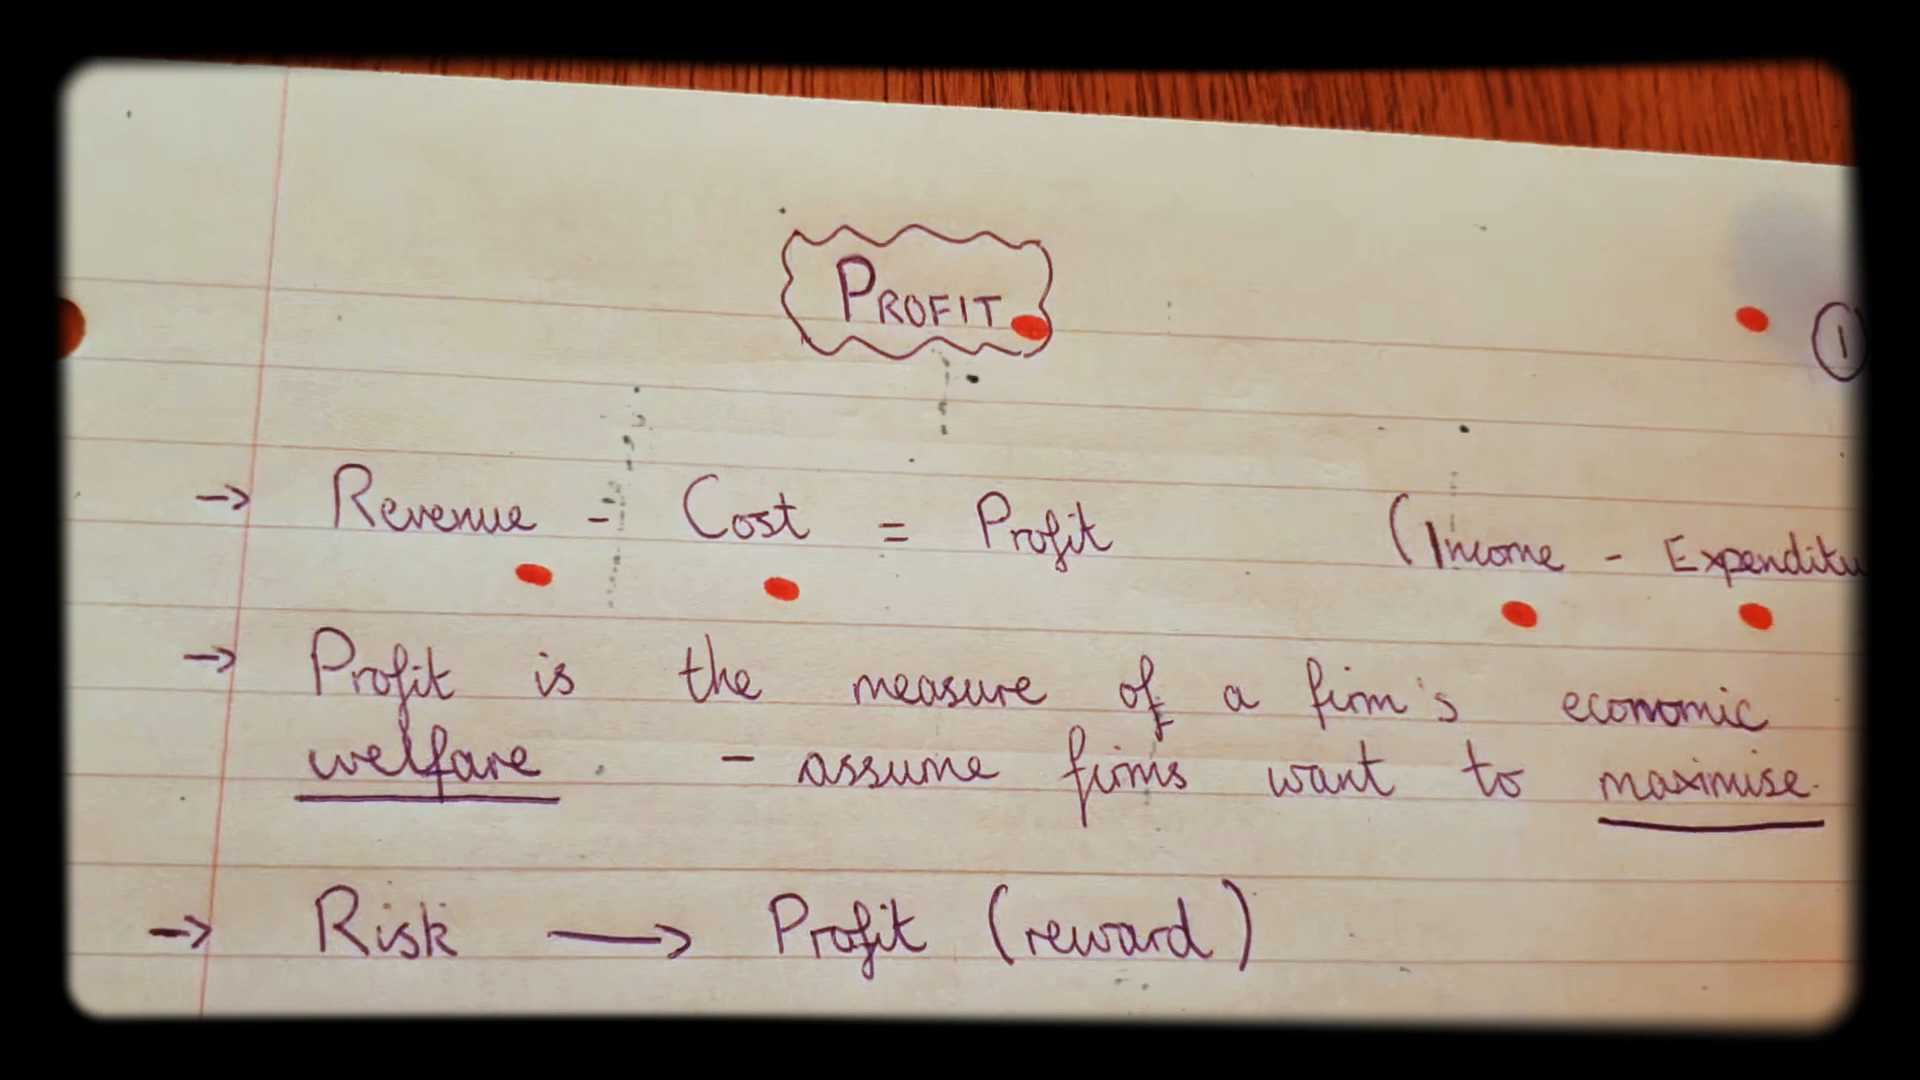 PROFIT
①
→ Revenue - Cost = Profit (Income - Expenditu
→ Profit is the measure of a firm's economic
welfare - assume firms want to maximise.
→ Risk → Profit (reward)